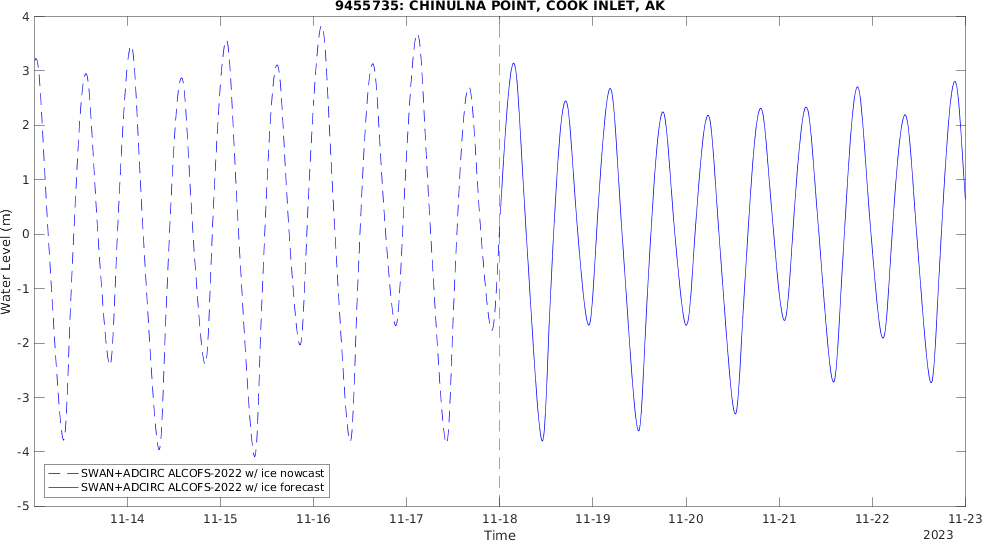 9455735: CHINULNA POINT, COOK INLET, AK
4
3
2
1
0
-1
-2
-3
-4
-5
Water Level (m)
SWAN+ADCIRC ALCOFS-2022 w/ ice nowcast
SWAN+ADCIRC ALCOFS-2022 w/ ice forecast
11-14 11-15 11-16 11-17 11-18 11-19 11-20 11-21 11-22 11-23
Time
2023